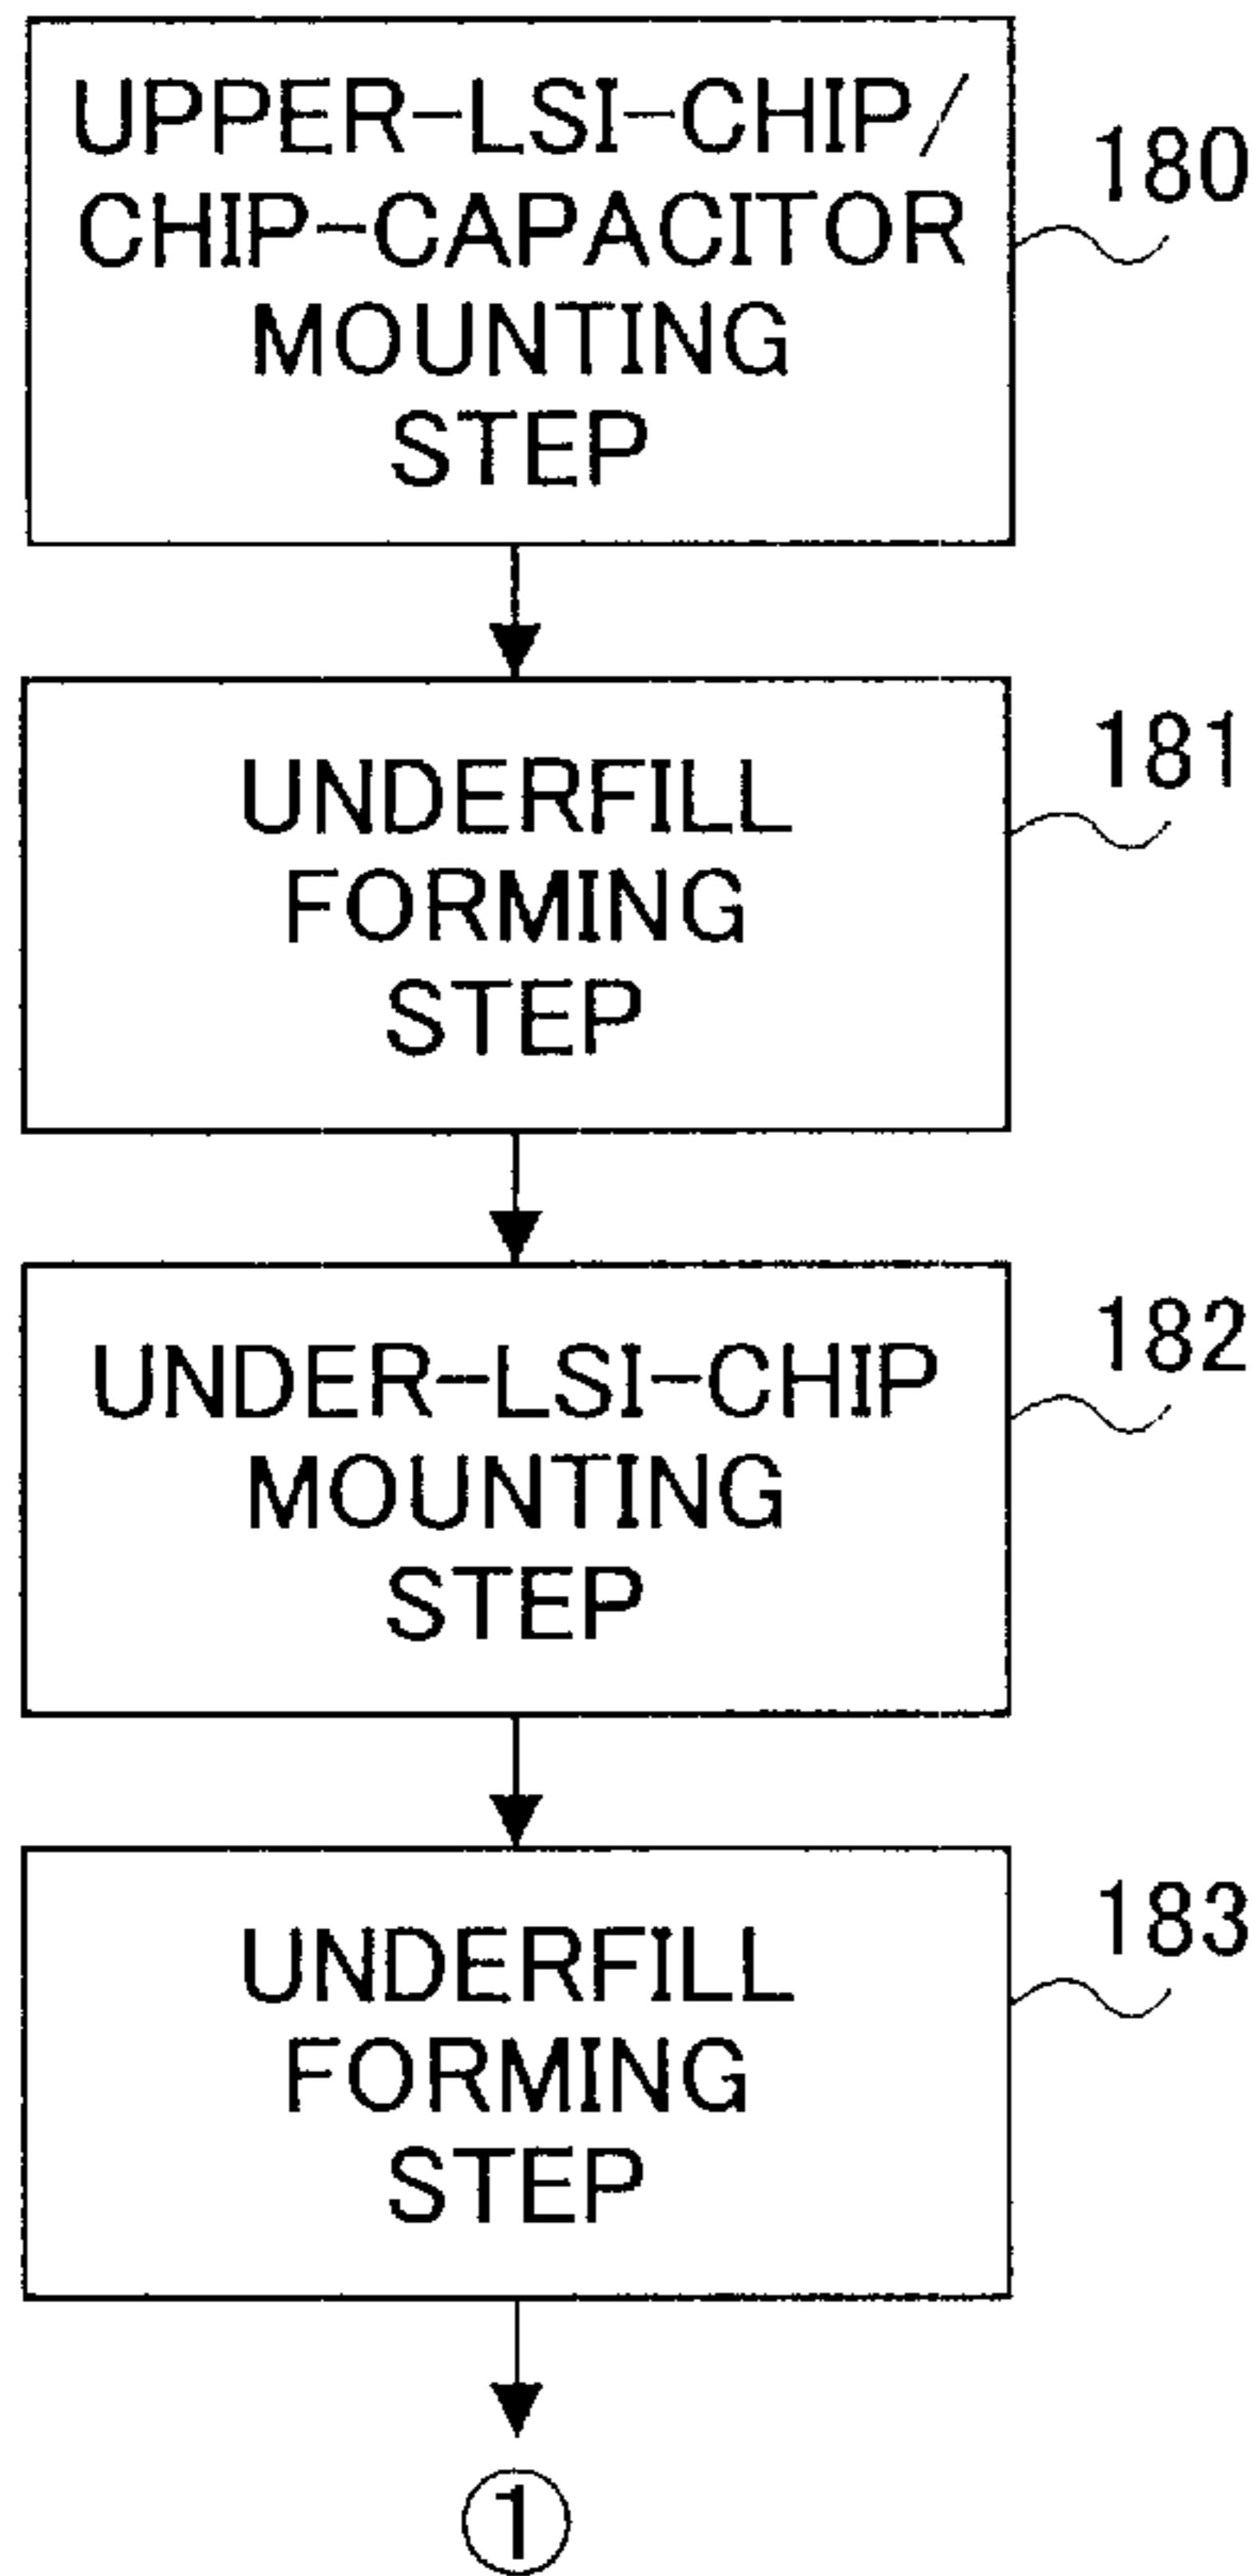 UPPER-LSI-CHIP/
CHIP-CAPACITOR
MOUNTING
STEP
180
UNDERFILL
FORMING
STEP
181
UNDER-LSI-CHIP
MOUNTING
STEP
182
UNDERFILL
FORMING
STEP
183
1